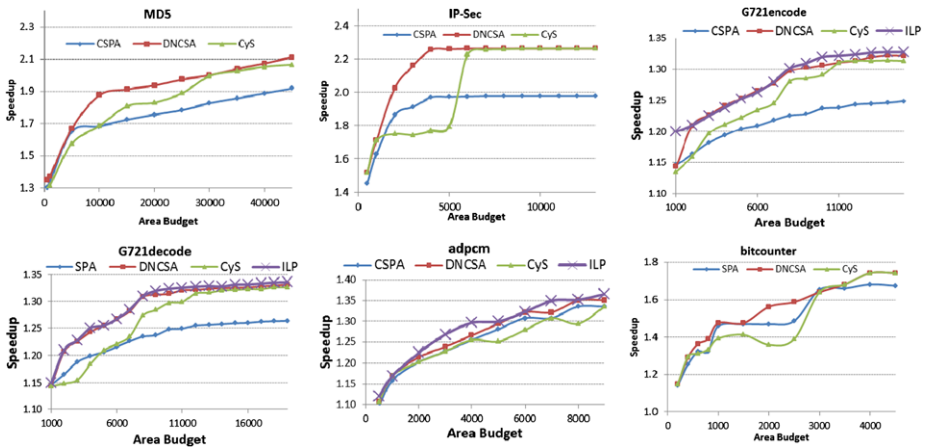 MD5
CSPA DNCSA CyS
Speedup
2.3
2.1
1.9
1.7
1.5
1.3
0 10000 20000 30000 40000
Area Budget
IP-Sec
CSPA DNCSA CyS
Speedup
2.4
2.2
2.0
1.8
1.6
1.4
0 5000 10000
Area Budget
G721encode
CSPA DNCSA CyS ILP
Speedup
1.35
1.30
1.25
1.20
1.15
1.10
1000 6000 11000
Area Budget
G721decode
SPA DNCSA CyS ILP
Speedup
1.35
1.30
1.25
1.20
1.15
1.10
1000 6000 11000 16000
Area Budget
adpcm
CSPA DNCSA CyS ILP
Speedup
1.40
1.35
1.30
1.25
1.20
1.15
1.10
0 2000 4000 6000 8000
Area Budget
bitcounter
SPA DNCSA CyS
Speedup
1.8
1.6
1.4
1.2
1.0
0 1000 2000 3000 4000
Area Budget